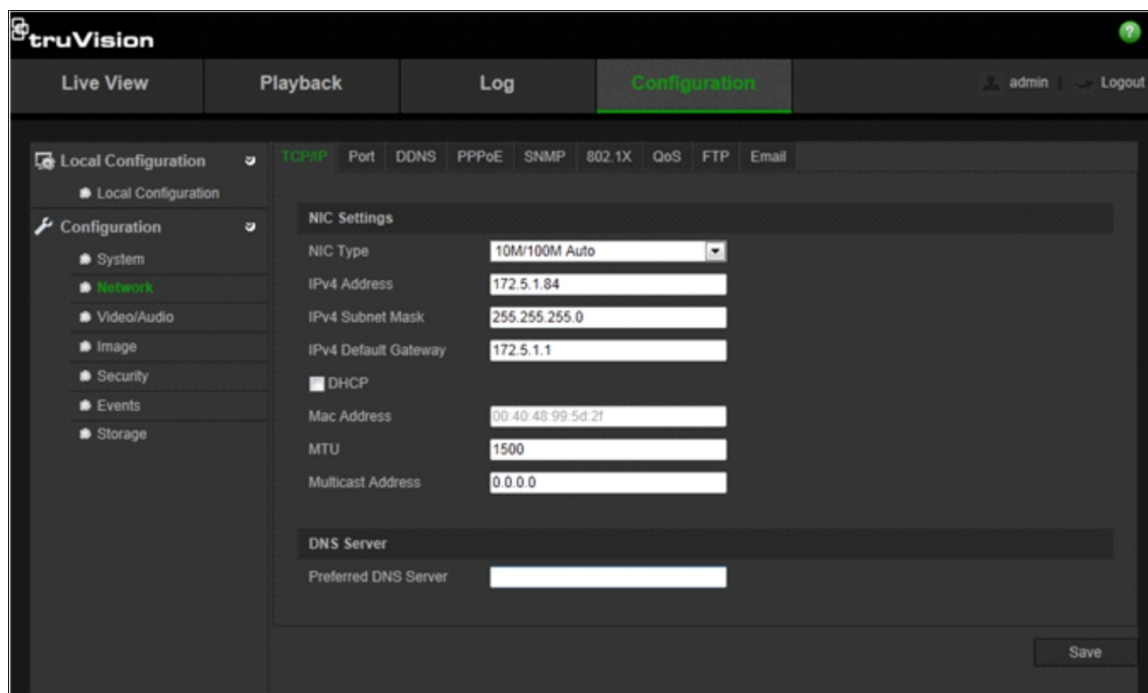 truVision
?
Live View Playback Log Configuration admin | Logout
Local Configuration
Local Configuration
Configuration
System
Network
Video/Audio
Image
Security
Events
Storage
TCP/IP Port DDNS PPPoE SNMP 802.1X QoS FTP Email
NIC Settings
NIC Type 10M/100M Auto
IPv4 Address 172.5.1.84
IPv4 Subnet Mask 255.255.255.0
IPv4 Default Gateway 172.5.1.1
DHCP
Mac Address 00:40:48:99:5d:2f
MTU 1500
Multicast Address 0.0.0.0
DNS Server
Preferred DNS Server
Save